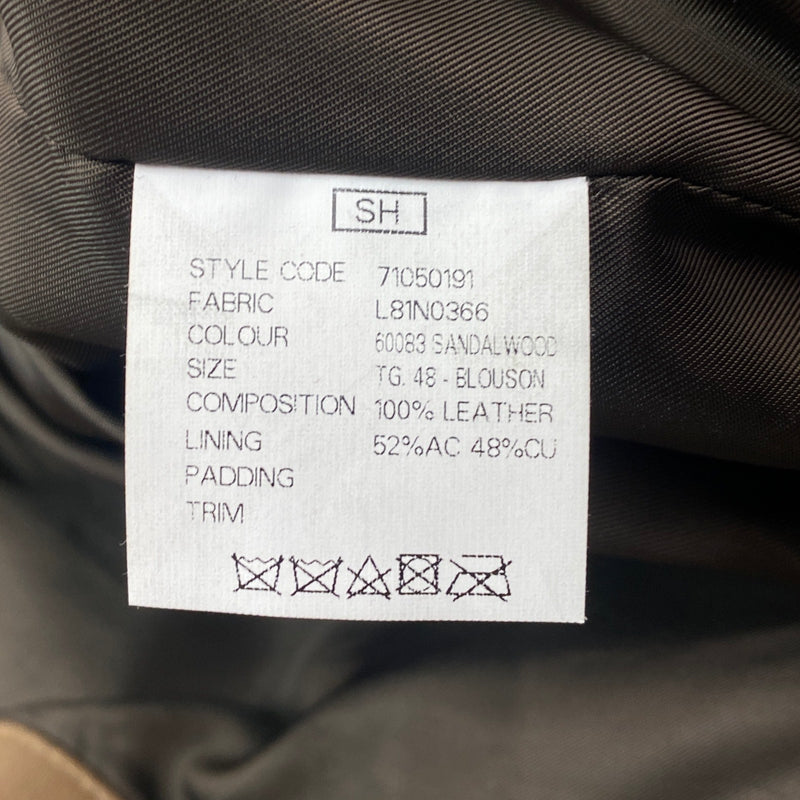 SH
STYLE CODE 71050191
FABRIC L81N0366
COLOUR 60083 SANDALWOOD
SIZE TG. 48 - BLOUSON
COMPOSITION 100% LEATHER
LINING 52%AC 48%CU
PADDING
TRIM